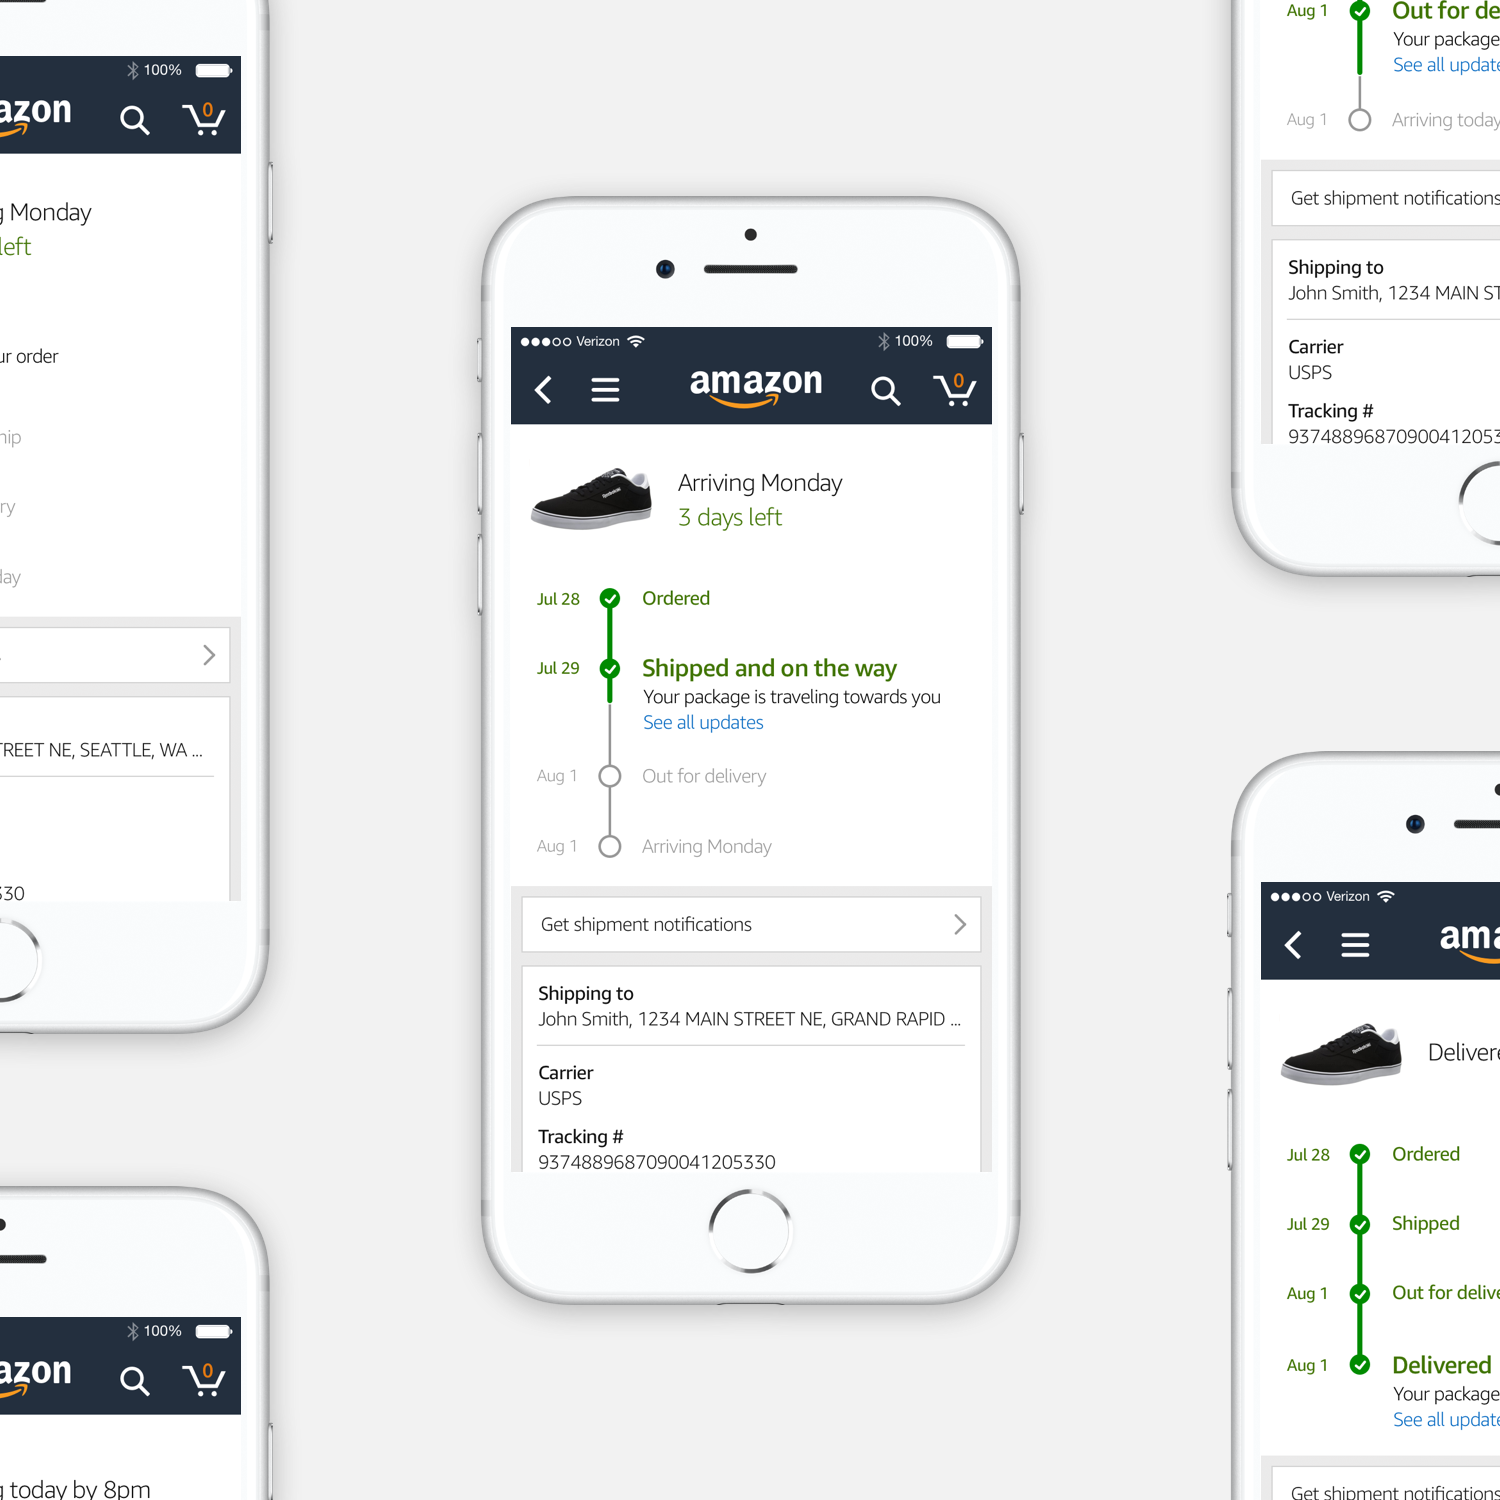 100%
azon
0
Monday
left
ur order
hip
ry
day
TREET NE, SEATTLE, WA ...
330
100%
azon
0
today by 8pm
Verizon
100%
amazon
0
Reebok
Arriving Monday
3 days left
Jul 28
Ordered
Jul 29
Shipped and on the way
Your package is traveling towards you
See all updates
Aug 1
Out for delivery
Aug 1
Arriving Monday
Get shipment notifications
Shipping to
John Smith, 1234 MAIN STREET NE, GRAND RAPID ...
Carrier
USPS
Tracking #
9374889687090041205330
Aug 1
Out for de
Your package
See all update
Aug 1
Arriving today
Get shipment notifications
Shipping to
John Smith, 1234 MAIN ST
Carrier
USPS
Tracking #
93748896870900412053
Verizon
ama
Reebok
Delivere
Jul 28
Ordered
Jul 29
Shipped
Aug 1
Out for delive
Aug 1
Delivered
Your package
See all update
Get shipment notifications